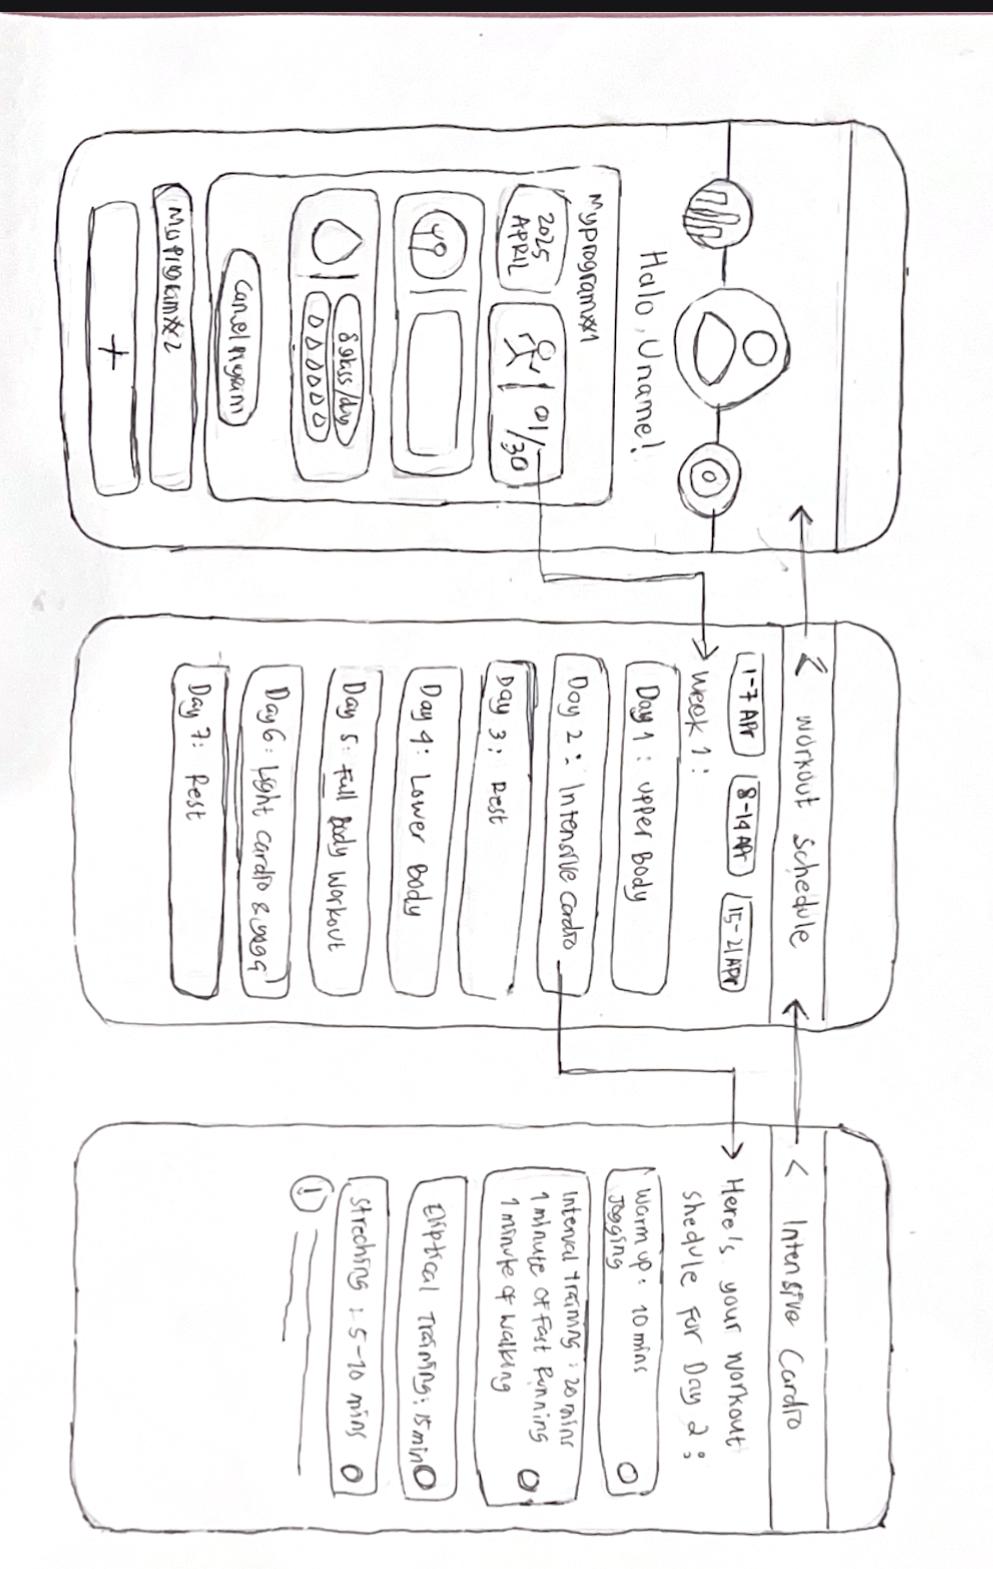 Halo, Uname!
Myprogram#1
2025
APRIL
01/30
8 glass/day
Cancel program
My program#2
+
< Workout Schedule
1-7 Apr
8-14 Apr
15-21 Apr
Week 1:
Day 1: upper Body
Day 2: Intensive cardio
Day 3: Rest
Day 4: Lower Body
Day 5: Full Body Workout
Day 6: Light cardio & yoga
Day 7: Rest
< Intensive Cardio
Here's your workout
shedule for Day 2:
Warm up: 10 mins
Jogging
Interval training: 20 mins
1 minute of fast Running
1 minute of walking
Eliptical Training: 15 min
Streching: 5-10 mins
!